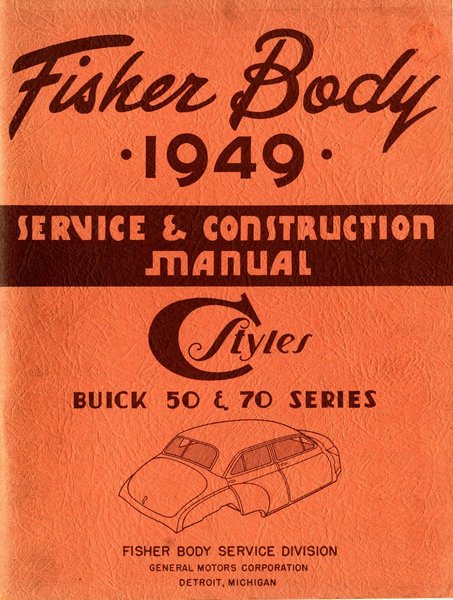 Fisher Body
• 1949 •
SERVICE & CONSTRUCTION
MANUAL
C Styles
BUICK 50 & 70 SERIES
FISHER BODY SERVICE DIVISION
GENERAL MOTORS CORPORATION
DETROIT, MICHIGAN